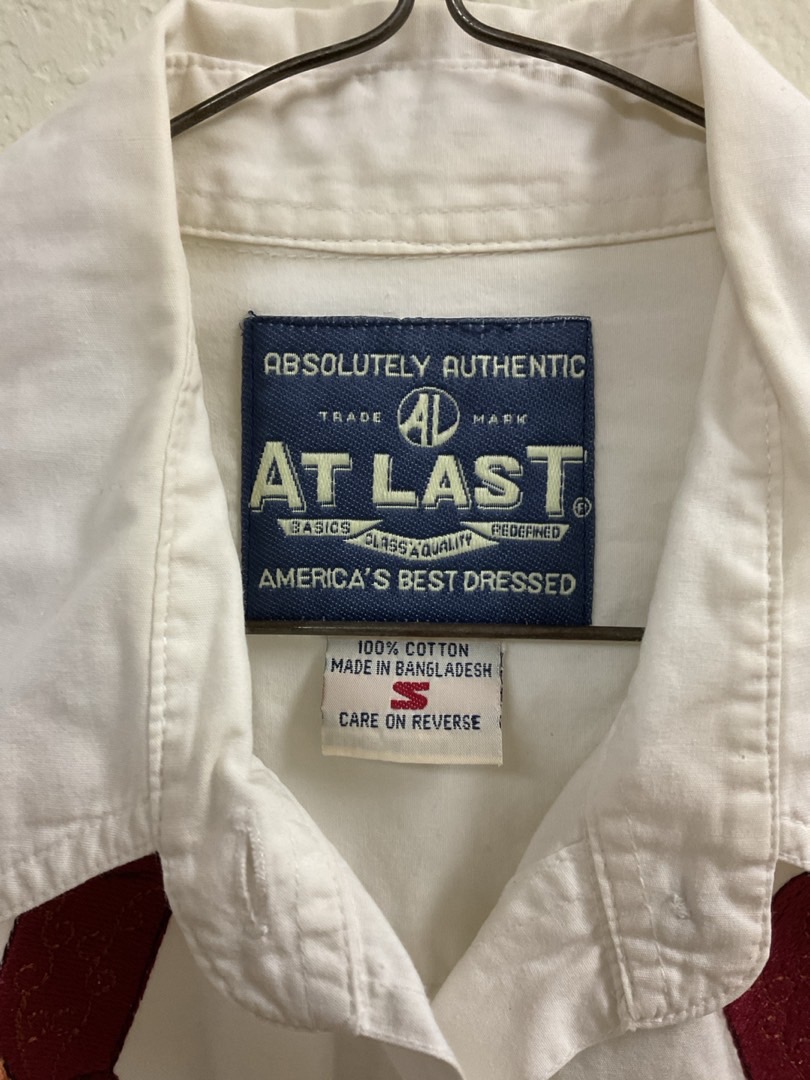 ABSOLUTELY AUTHENTIC
TRADE AL MARK
AT LAST ®
BASICS CLASS'A'QUALITY REDEFINED
AMERICA'S BEST DRESSED
100% COTTON
MADE IN BANGLADESH
S
CARE ON REVERSE